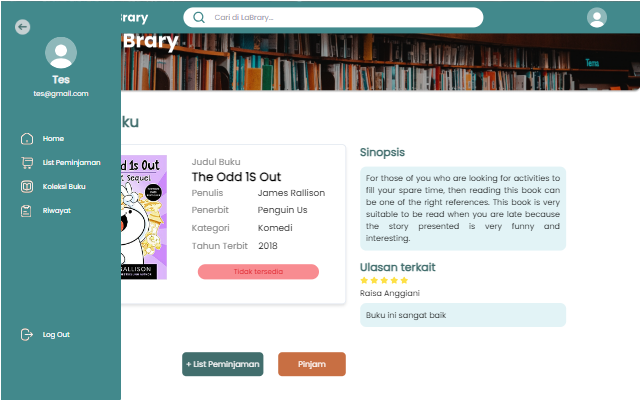 Brary
Cari di LaBrary...
Brary
Tes
tes@gmail.com
Home
List Peminjaman
Koleksi Buku
Riwayat
Log Out
Tems
ku
d 1s Out
Sequel
ALLISON
Judul Buku
The Odd 1S Out
Penulis James Rallison
Penerbit Penguin Us
Kategori Komedi
Tahun Terbit 2018
Tidak tersedia
+ List Peminjaman
Pinjam
Sinopsis
For those of you who are looking for activities to
fill your spare time, then reading this book can
be one of the right references. This book is very
suitable to be read when you are late because
the story presented is very funny and
interesting.
Ulasan terkait
Raisa Anggiani
Buku ini sangat baik